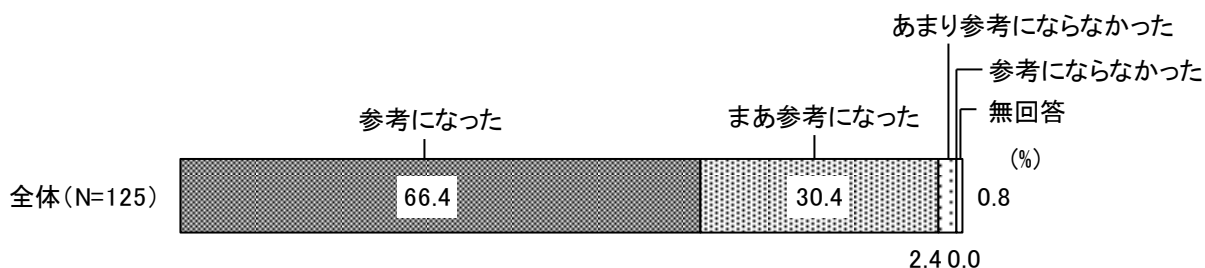 あまり参考にならなかった
参考にならなかった
参考になった
まあ参考になった
無回答
(%)
全体(N=125)
66.4
30.4
0.8
2.4
0.0